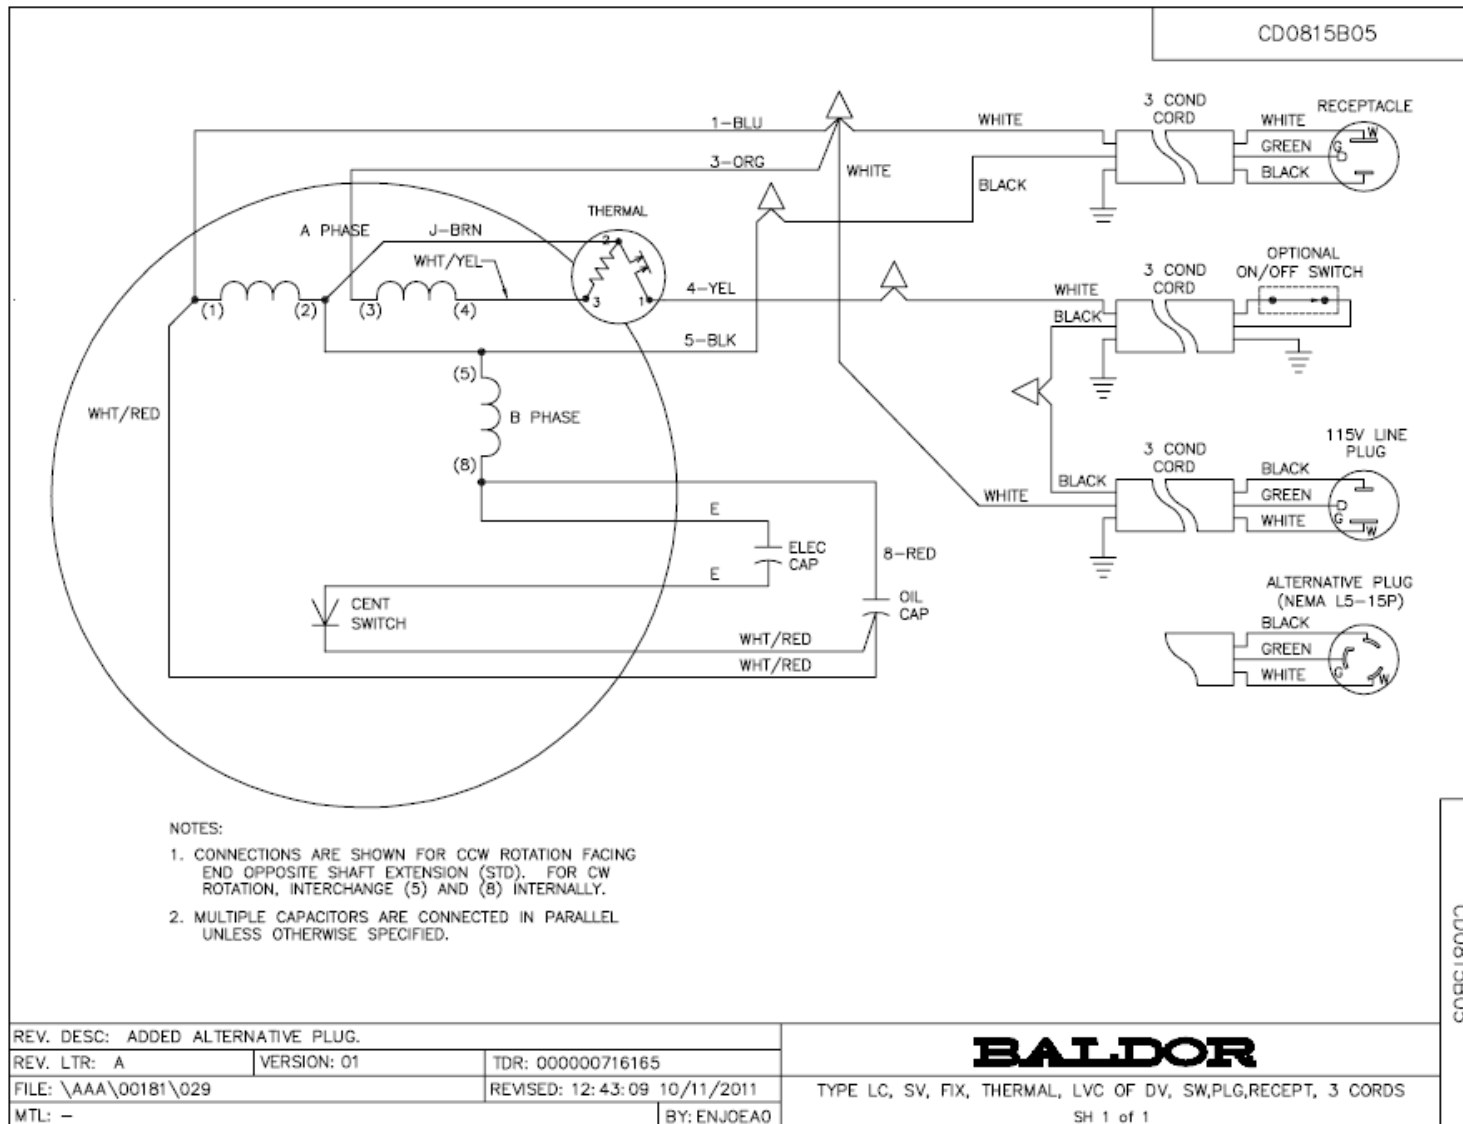 CD0815B05
3 COND
CORD
RECEPTACLE
1-BLU
WHITE
WHITE
W
3-ORG
WHITE
GREEN
G
BLACK
BLACK
THERMAL
A PHASE
J-BRN
2
WHT/YEL
OPTIONAL
ON/OFF SWITCH
3 COND
CORD
(1)
(2)
(3)
(4)
3
1
4-YEL
WHITE
BLACK
5-BLK
(5)
WHT/RED
B PHASE
(8)
115V LINE
PLUG
3 COND
CORD
BLACK
BLACK
WHITE
GREEN
G
WHITE
W
E
ELEC
CAP
8-RED
E
CENT
SWITCH
OIL
CAP
ALTERNATIVE PLUG
(NEMA L5-15P)
BLACK
GREEN
WHITE
G
W
WHT/RED
WHT/RED
NOTES:
1. CONNECTIONS ARE SHOWN FOR CCW ROTATION FACING
END OPPOSITE SHAFT EXTENSION (STD). FOR CW
ROTATION, INTERCHANGE (5) AND (8) INTERNALLY.
2. MULTIPLE CAPACITORS ARE CONNECTED IN PARALLEL
UNLESS OTHERWISE SPECIFIED.
CD0815B05
REV. DESC: ADDED ALTERNATIVE PLUG.
REV. LTR: A
VERSION: 01
TDR: 000000716165
FILE: \AAA\00181\029
REVISED: 12:43:09 10/11/2011
MTL: -
BY: ENJOEA0
BALDOR
TYPE LC, SV, FIX, THERMAL, LVC OF DV, SW,PLG,RECEPT, 3 CORDS
SH 1 of 1